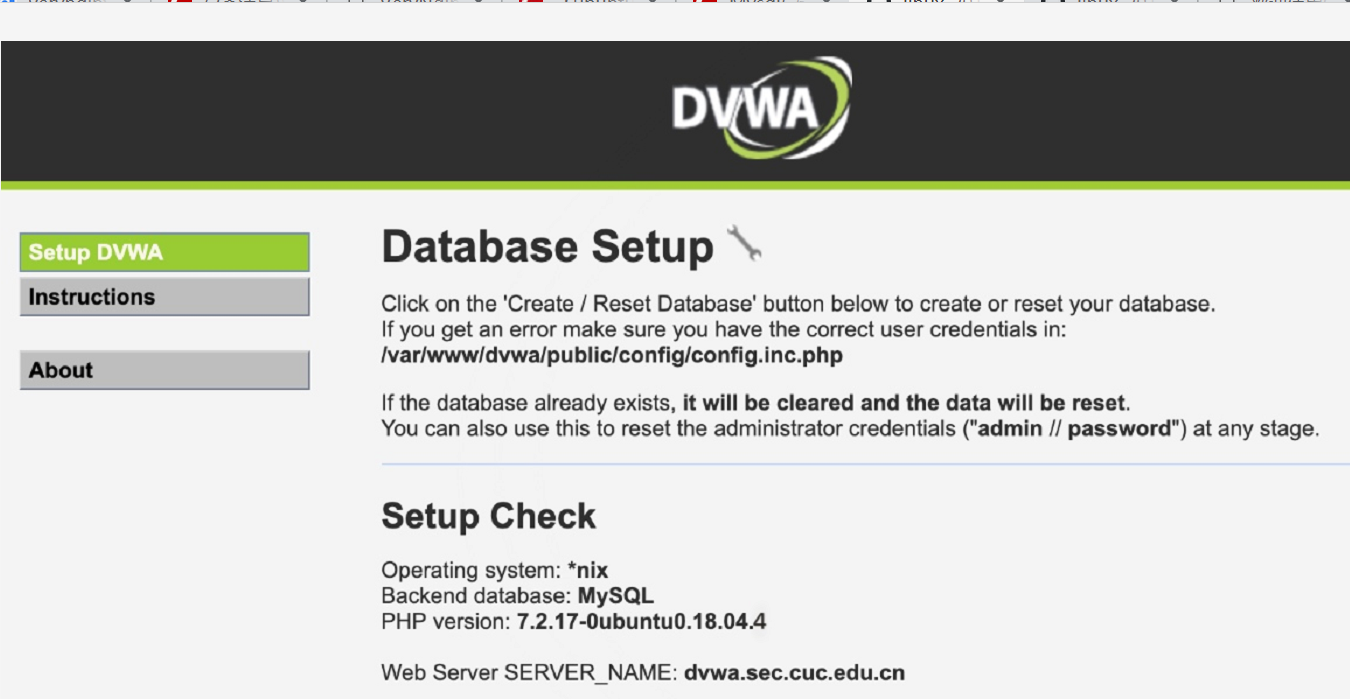 DVWA
Setup DVWA
Instructions
About
Database Setup
Click on the 'Create / Reset Database' button below to create or reset your database.
If you get an error make sure you have the correct user credentials in:
/var/www/dvwa/public/config/config.inc.php
If the database already exists, it will be cleared and the data will be reset.
You can also use this to reset the administrator credentials ("admin // password") at any stage.
Setup Check
Operating system: *nix
Backend database: MySQL
PHP version: 7.2.17-0ubuntu0.18.04.4
Web Server SERVER_NAME: dvwa.sec.cuc.edu.cn